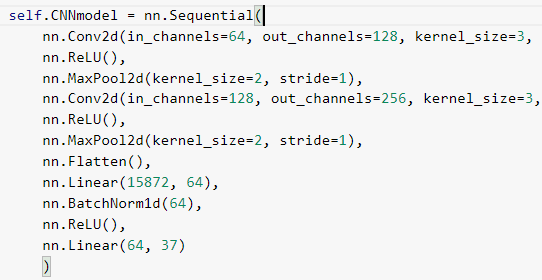 self.CNNmodel = nn.Sequential(
nn.Conv2d(in_channels=64, out_channels=128, kernel_size=3,
nn.ReLU(),
nn.MaxPool2d(kernel_size=2, stride=1),
nn.Conv2d(in_channels=128, out_channels=256, kernel_size=3,
nn.ReLU(),
nn.MaxPool2d(kernel_size=2, stride=1),
nn.Flatten(),
nn.Linear(15872, 64),
nn.BatchNorm1d(64),
nn.ReLU(),
nn.Linear(64, 37)
)